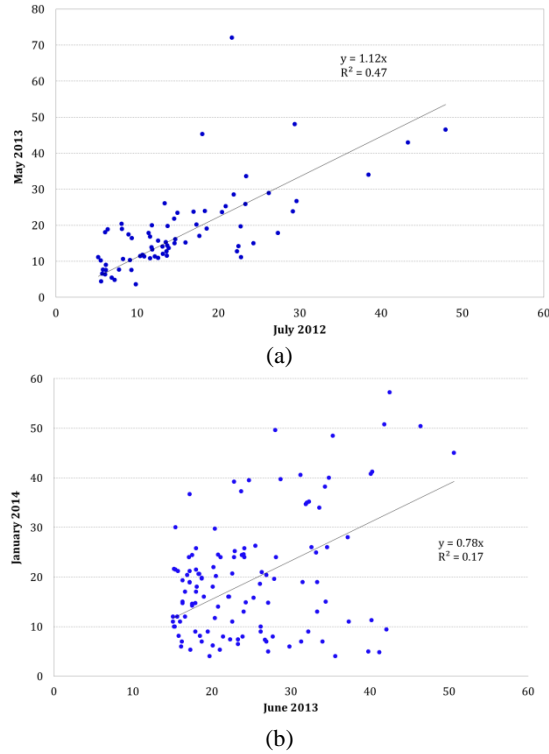 80
70
60
50
40
30
20
10
0
May 2013
y = 1.12x
R² = 0.47
0 10 20 30 40 50 60
July 2012
(a)
60
50
40
30
20
10
0
January 2014
y = 0.78x
R² = 0.17
0 10 20 30 40 50 60
June 2013
(b)